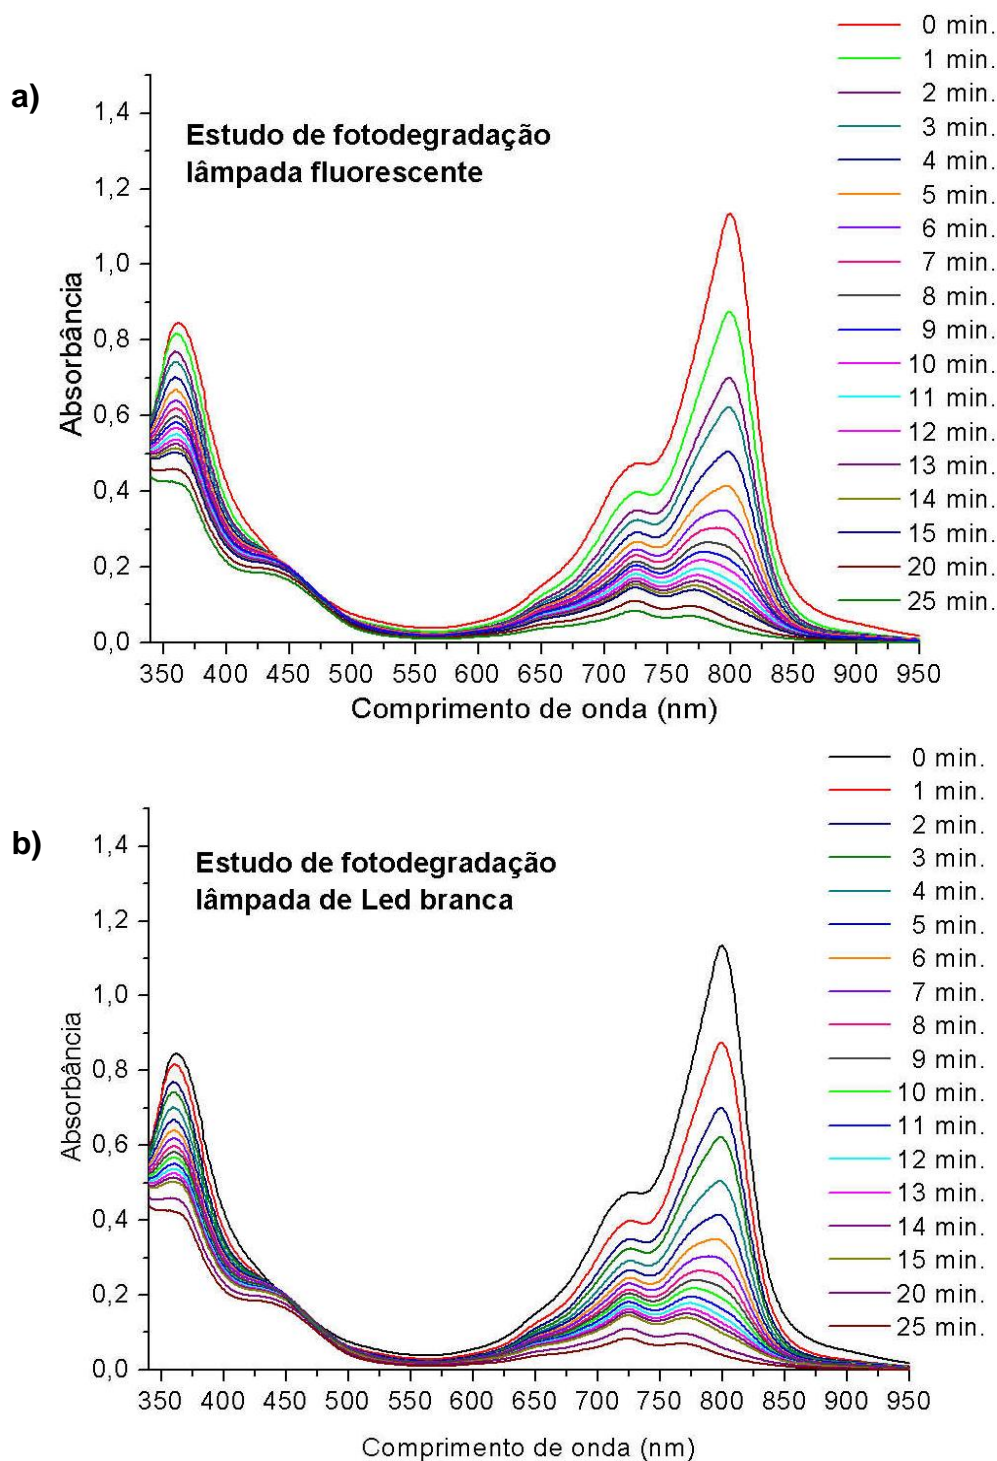 a)
Estudo de fotodegradação
lâmpada fluorescente
0 min.
1 min.
2 min.
3 min.
4 min.
5 min.
6 min.
7 min.
8 min.
9 min.
10 min.
11 min.
12 min.
13 min.
14 min.
15 min.
20 min.
25 min.
Absorbância
1,4
1,2
1,0
0,8
0,6
0,4
0,2
0,0
350 400 450 500 550 600 650 700 750 800 850 900 950
Comprimento de onda (nm)
b)
Estudo de fotodegradação
lâmpada de Led branca
0 min.
1 min.
2 min.
3 min.
4 min.
5 min.
6 min.
7 min.
8 min.
9 min.
10 min.
11 min.
12 min.
13 min.
14 min.
15 min.
20 min.
25 min.
Absorbância
1,4
1,2
1,0
0,8
0,6
0,4
0,2
0,0
350 400 450 500 550 600 650 700 750 800 850 900 950
Comprimento de onda (nm)